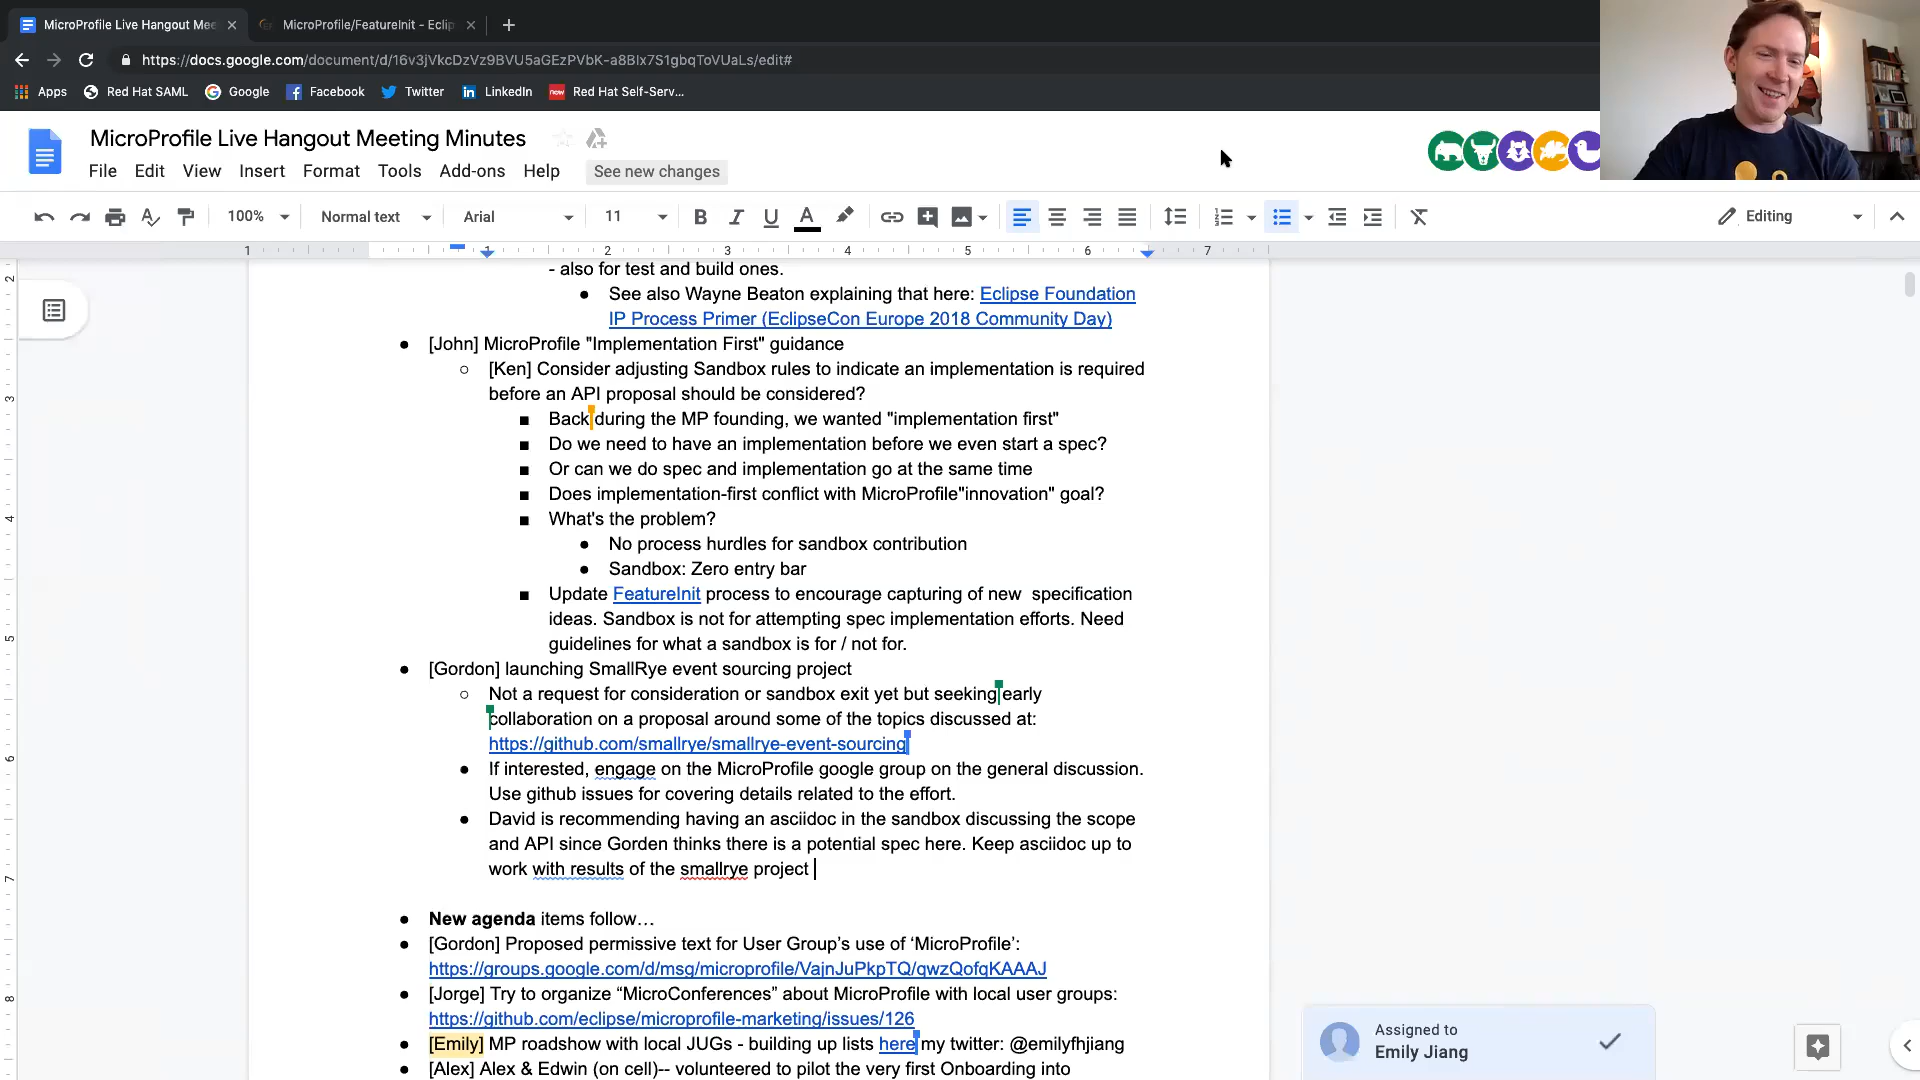 MicroProfile Live Hangout Mee
MicroProfile/FeatureInit - Eclip
https://docs.google.com/document/d/16v3jVkcDzVz9BVU5aGEzPVbK-a8BIx7S1gbqToVUaLs/edit#
Apps Red Hat SAML Google Facebook Twitter LinkedIn Red Hat Self-Serv...
MicroProfile Live Hangout Meeting Minutes
File Edit View Insert Format Tools Add-ons Help See new changes
100% Normal text Arial 11 B I U A Editing
1 1 2 3 4 5 6 7
- also for test and build ones.
● See also Wayne Beaton explaining that here: Eclipse Foundation
IP Process Primer (EclipseCon Europe 2018 Community Day)
● [John] MicroProfile "Implementation First" guidance
○ [Ken] Consider adjusting Sandbox rules to indicate an implementation is required
before an API proposal should be considered?
■ Back during the MP founding, we wanted "implementation first"
■ Do we need to have an implementation before we even start a spec?
■ Or can we do spec and implementation go at the same time
■ Does implementation-first conflict with MicroProfile"innovation" goal?
■ What's the problem?
● No process hurdles for sandbox contribution
● Sandbox: Zero entry bar
■ Update FeatureInit process to encourage capturing of new  specification
ideas. Sandbox is not for attempting spec implementation efforts. Need
guidelines for what a sandbox is for / not for.
● [Gordon] launching SmallRye event sourcing project
○ Not a request for consideration or sandbox exit yet but seeking early
collaboration on a proposal around some of the topics discussed at:
https://github.com/smallrye/smallrye-event-sourcing
● If interested, engage on the MicroProfile google group on the general discussion.
Use github issues for covering details related to the effort.
● David is recommending having an asciidoc in the sandbox discussing the scope
and API since Gorden thinks there is a potential spec here. Keep asciidoc up to
work with results of the smallrye project
● New agenda items follow…
● [Gordon] Proposed permissive text for User Group’s use of ‘MicroProfile’:
https://groups.google.com/d/msg/microprofile/VajnJuPkpTQ/qwzQofqKAAAJ
● [Jorge] Try to organize “MicroConferences” about MicroProfile with local user groups:
https://github.com/eclipse/microprofile-marketing/issues/126
● [Emily] MP roadshow with local JUGs - building up lists here my twitter: @emilyfhjiang
● [Alex] Alex & Edwin (on cell)-- volunteered to pilot the very first Onboarding into
Assigned to
Emily Jiang
2
3
4
5
6
7
8